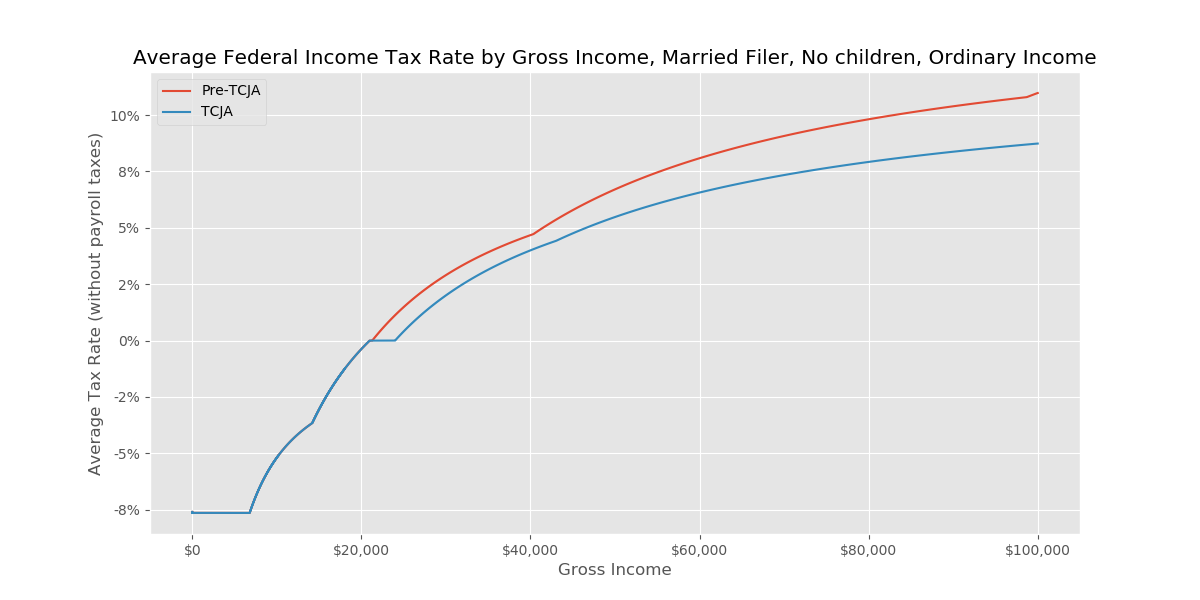 Average Federal Income Tax Rate by Gross Income, Married Filer, No children, Ordinary Income
Pre-TCJA
TCJA
10%
8%
5%
2%
0%
-2%
-5%
-8%
Average Tax Rate (without payroll taxes)
$0
$20,000
$40,000
$60,000
$80,000
$100,000
Gross Income